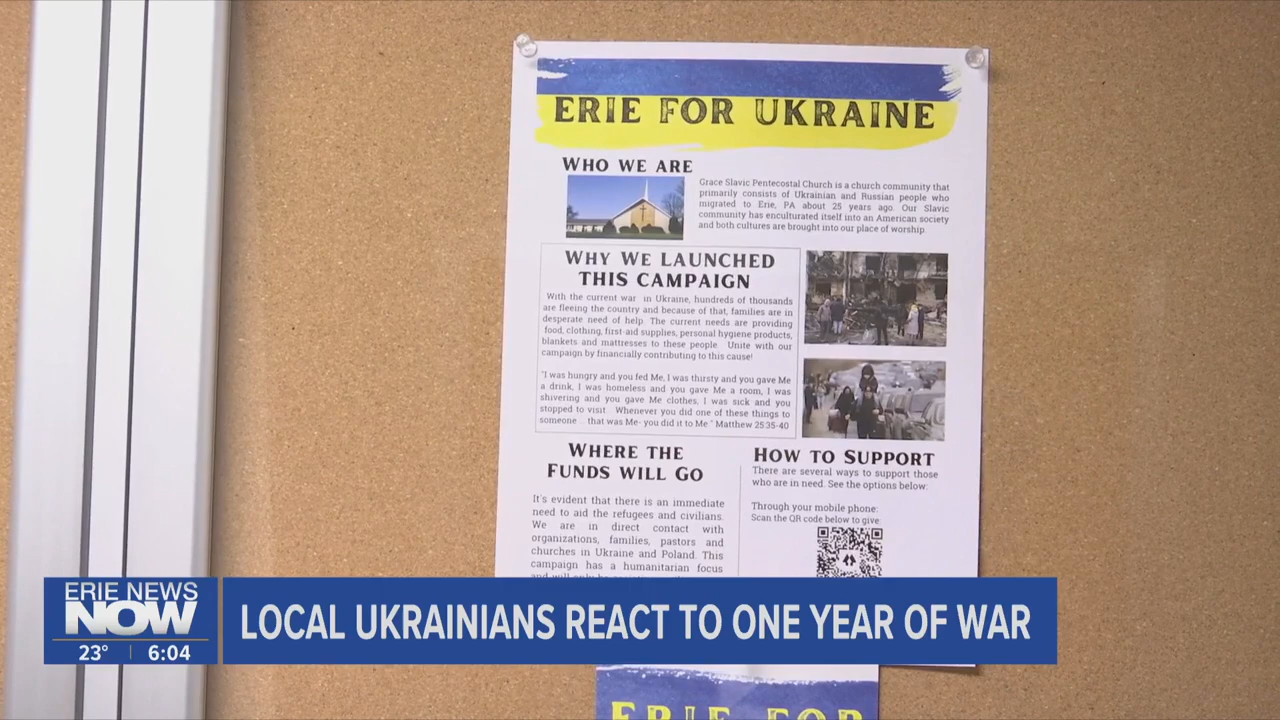 ERIE FOR UKRAINE
WHO WE ARE
Grace Slavic Pentecostal Church is a church community that
primarily consists of Ukrainian and Russian people who
migrated to Erie, PA about 25 years ago. Our Slavic
community has enculturated itself into an American society
and both cultures are brought into our place of worship.
WHY WE LAUNCHED
THIS CAMPAIGN
With the current war in Ukraine, hundreds of thousands
are fleeing the country and because of that, families are in
desperate need of help. The current needs are providing
food, clothing, first-aid supplies, personal hygiene products,
blankets and mattresses to these people. Unite with our
campaign by financially contributing to this cause!
"I was hungry and you fed Me, I was thirsty and you gave Me
a drink, I was homeless and you gave Me a room, I was
shivering and you gave Me clothes, I was sick and you
stopped to visit. Whenever you did one of these things to
someone... that was Me- you did it to Me." Matthew 25:35-40
WHERE THE
FUNDS WILL GO
It's evident that there is an immediate
need to aid the refugees and civilians.
We are in direct contact with
organizations, families, pastors and
churches in Ukraine and Poland. This
campaign has a humanitarian focus
and will only
HOW TO SUPPORT
There are several ways to support those
who are in need. See the options below:
Through your mobile phone:
Scan the QR code below to give
ERIE NEWS
NOW
23° 6:04
LOCAL UKRAINIANS REACT TO ONE YEAR OF WAR
ERIE FOR